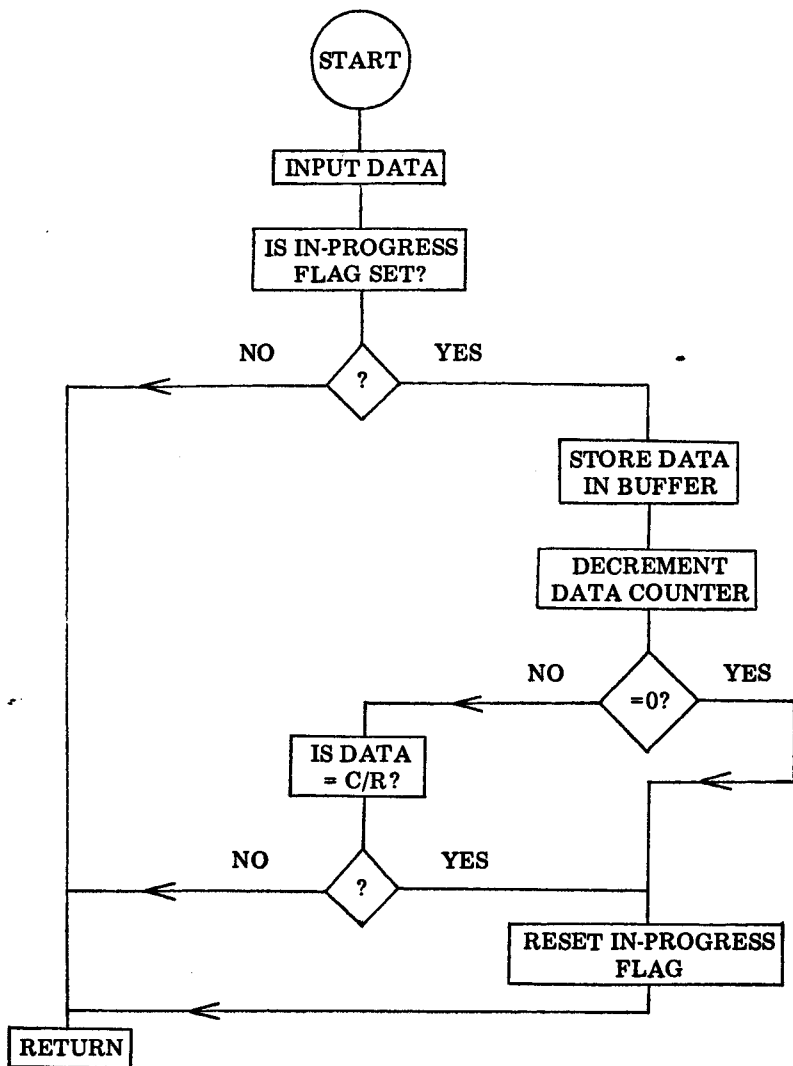 START
INPUT DATA
IS IN-PROGRESS
FLAG SET?
NO
YES
?
STORE DATA
IN BUFFER
DECREMENT
DATA COUNTER
NO
YES
=0?
IS DATA
= C/R?
NO
YES
?
RESET IN-PROGRESS
FLAG
RETURN